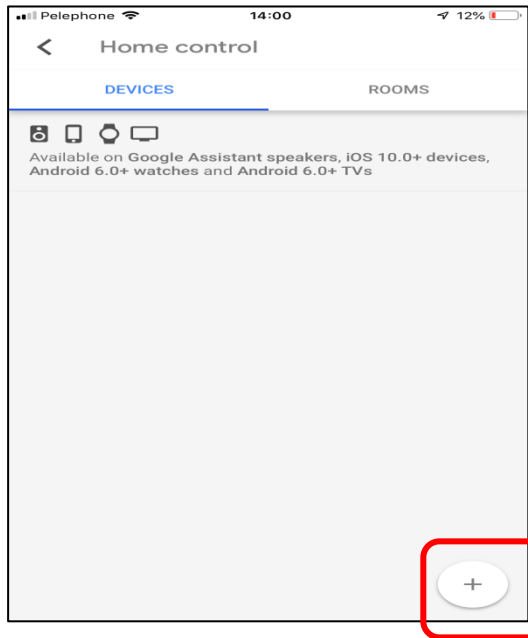 Pelephone 14:00 12%
Home control
DEVICES ROOMS
Available on Google Assistant speakers, iOS 10.0+ devices,
Android 6.0+ watches and Android 6.0+ TVs
+